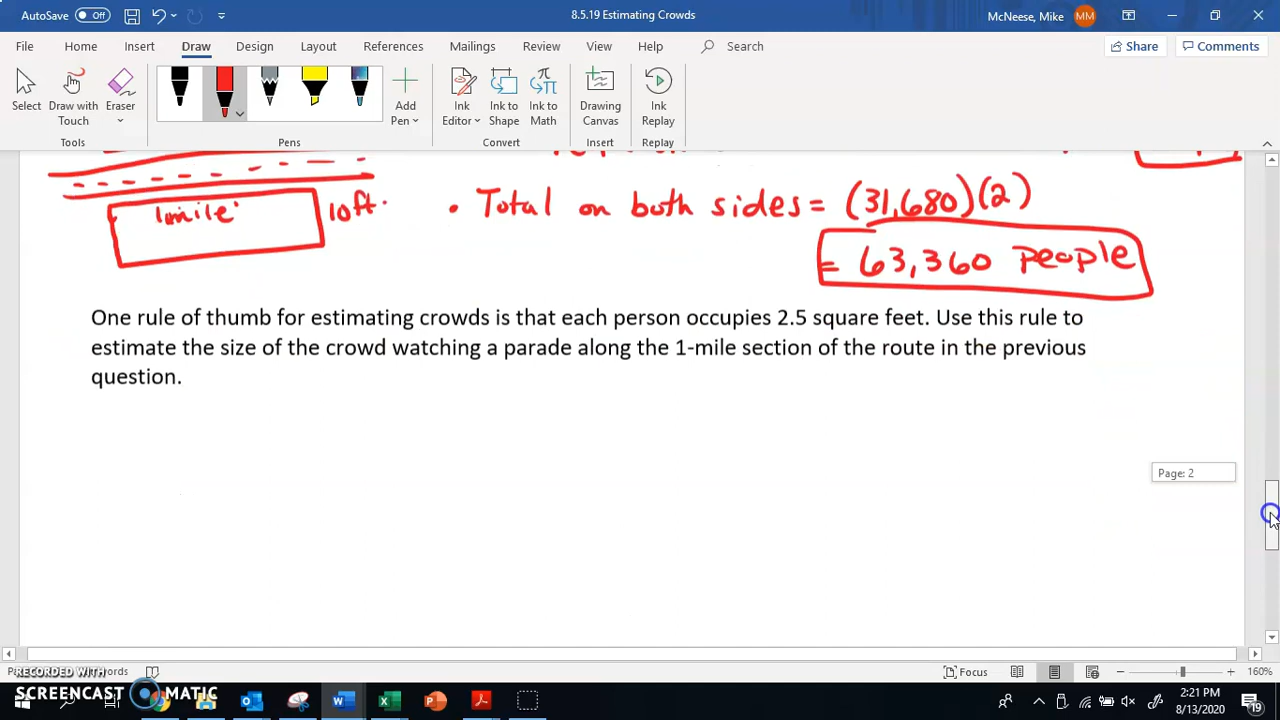 AutoSave Off 8.5.19 Estimating Crowds McNeese, Mike MM
File Home Insert Draw Design Layout References Mailings Review View Help Search Share Comments
Select Draw with Touch Eraser Add Pen Ink Editor Ink to Shape Ink to Math Drawing Canvas Ink Replay
Tools Pens Convert Insert Replay
1mile 10ft. • Total on both sides = (31,680)(2)
= 63,360 people
One rule of thumb for estimating crowds is that each person occupies 2.5 square feet. Use this rule to
estimate the size of the crowd watching a parade along the 1-mile section of the route in the previous
question.
Page: 2
RECORDED WITH
SCREENCAST MATIC
Focus 160%
2:21 PM
8/13/2020
19